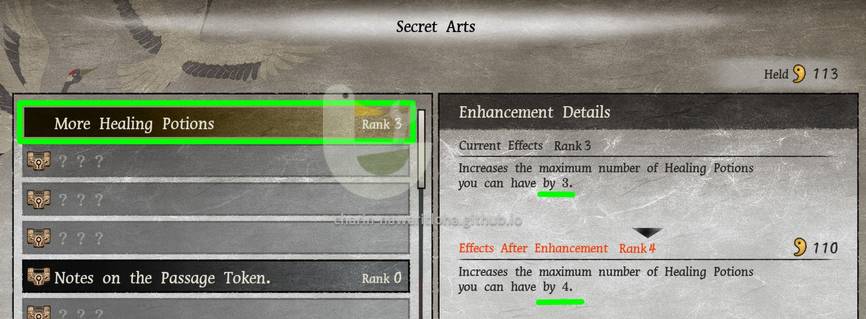 Secret Arts
Held 113
More Healing Potions Rank 3
? ? ?
? ? ?
? ? ?
Notes on the Passage Token. Rank 0
? ? ?
Enhancement Details
Current Effects Rank 3
Increases the maximum number of Healing Potions
you can have by 3.
Effects After Enhancement Rank 4 110
Increases the maximum number of Healing Potions
you can have by 4.